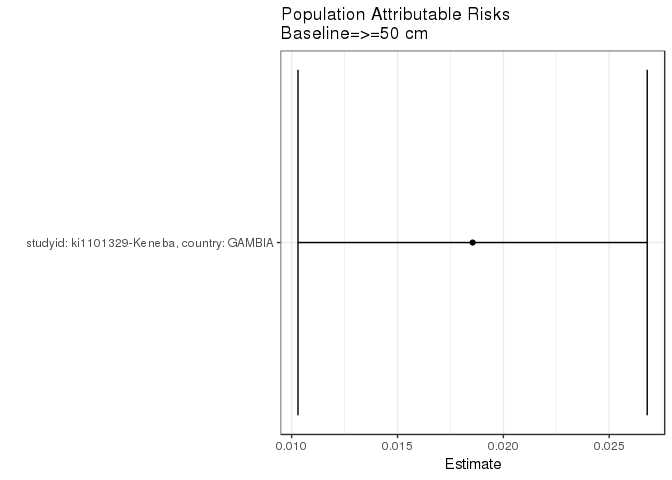 Population Attributable Risks
Baseline=>=50 cm
studyid: ki1101329-Keneba, country: GAMBIA
0.010 0.015 0.020 0.025
Estimate